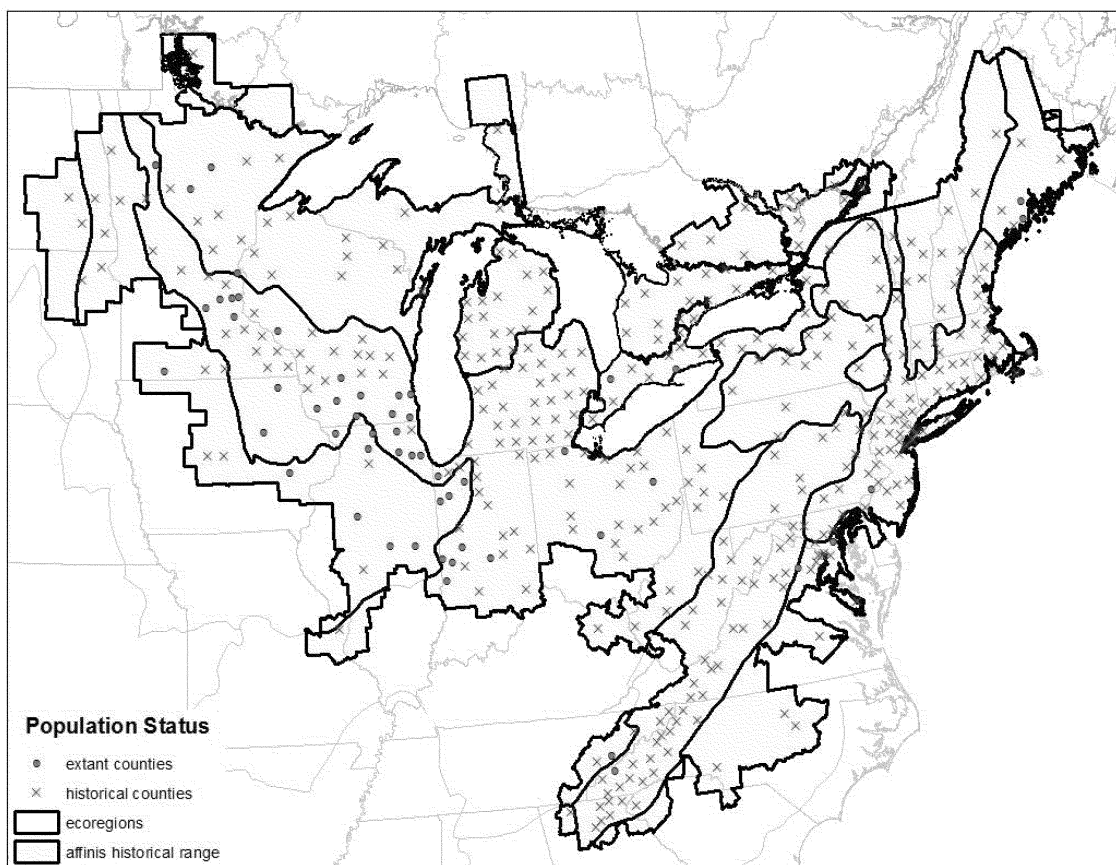 Population Status
extant counties
historical counties
ecoregions
affinis historical range